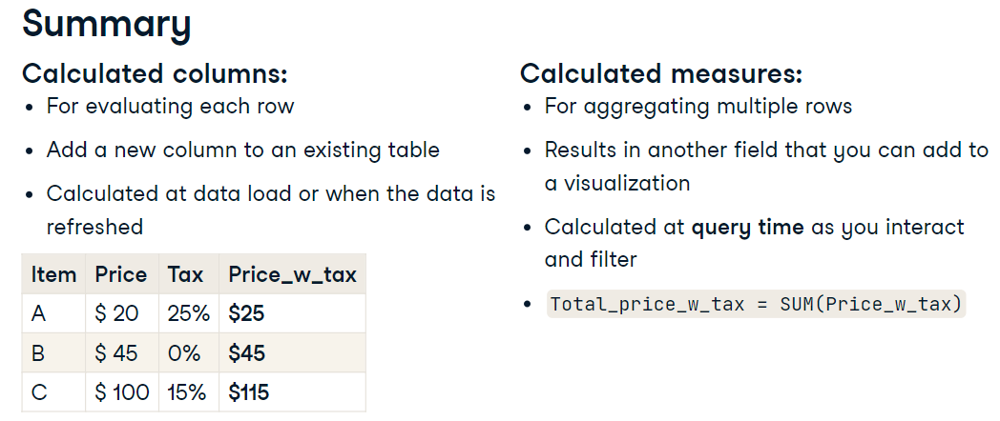 Summary
Calculated columns:
• For evaluating each row
• Add a new column to an existing table
• Calculated at data load or when the data is
refreshed
Item Price Tax Price_w_tax
A $ 20 25% $25
B $ 45 0% $45
C $ 100 15% $115
Calculated measures:
• For aggregating multiple rows
• Results in another field that you can add to
a visualization
• Calculated at query time as you interact
and filter
• Total_price_w_tax = SUM(Price_w_tax)